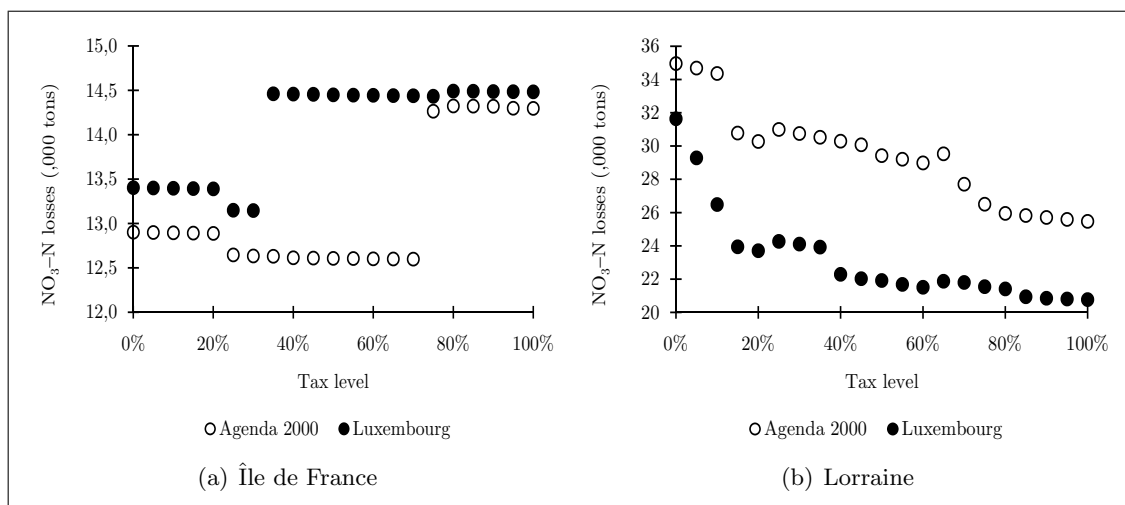 NO3–N losses (,000 tons)
15,0
14,5
14,0
13,5
13,0
12,5
12,0
0% 20% 40% 60% 80% 100%
Tax level
Agenda 2000 Luxembourg
(a) Île de France
NO3–N losses (,000 tons)
36
34
32
30
28
26
24
22
20
0% 20% 40% 60% 80% 100%
Tax level
Agenda 2000 Luxembourg
(b) Lorraine